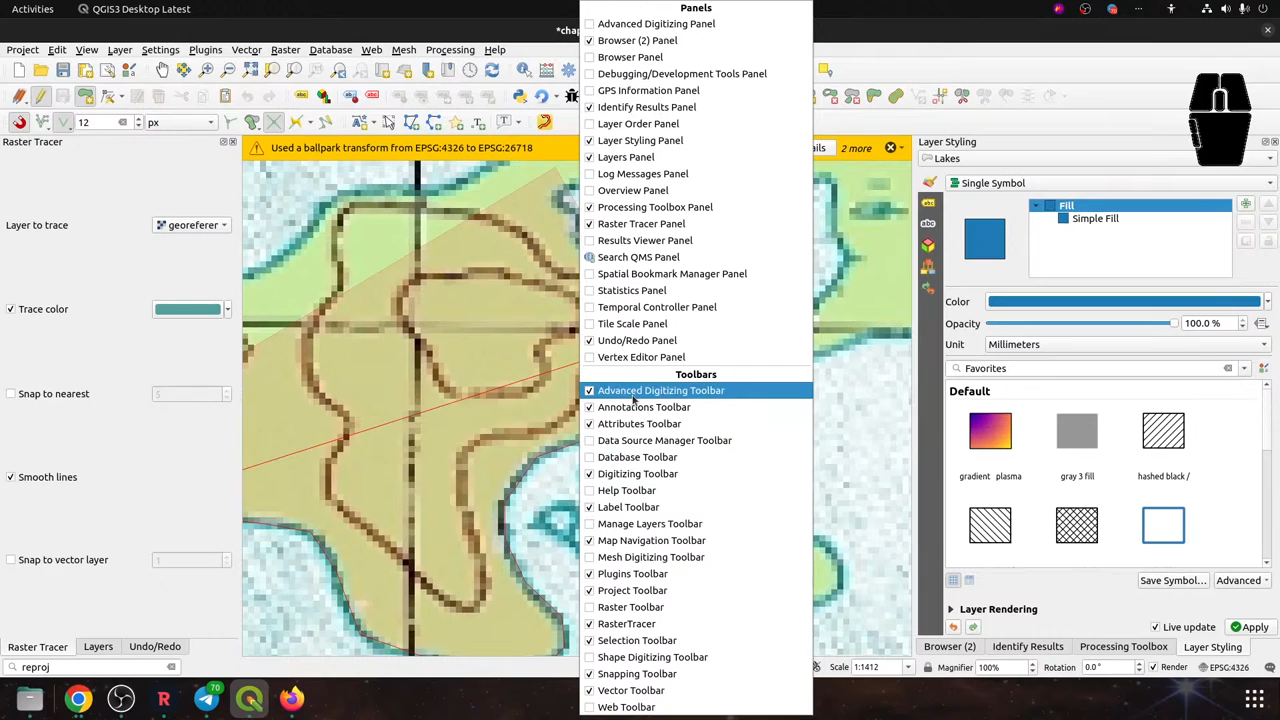 Activities
QGIS3 Desktop Latest
*chap
Project
Edit
View
Layer
Settings
Plugins
Vector
Raster
Database
Web
Mesh
Processing
Help
12
px
Raster Tracer
Layer to trace
georeferer
Trace color
Snap to nearest
5
Smooth lines
Snap to vector layer
Raster Tracer
Layers
Undo/Redo
reproj
Used a ballpark transform from EPSG:4326 to EPSG:26718
ails
2 more
Panels
Advanced Digitizing Panel
Browser (2) Panel
Browser Panel
Debugging/Development Tools Panel
GPS Information Panel
Identify Results Panel
Layer Order Panel
Layer Styling Panel
Layers Panel
Log Messages Panel
Overview Panel
Processing Toolbox Panel
Raster Tracer Panel
Results Viewer Panel
Search QMS Panel
Spatial Bookmark Manager Panel
Statistics Panel
Temporal Controller Panel
Tile Scale Panel
Undo/Redo Panel
Vertex Editor Panel
Toolbars
Advanced Digitizing Toolbar
Annotations Toolbar
Attributes Toolbar
Data Source Manager Toolbar
Database Toolbar
Digitizing Toolbar
Help Toolbar
Label Toolbar
Manage Layers Toolbar
Map Navigation Toolbar
Mesh Digitizing Toolbar
Plugins Toolbar
Project Toolbar
Raster Toolbar
RasterTracer
Selection Toolbar
Shape Digitizing Toolbar
Snapping Toolbar
Vector Toolbar
Web Toolbar
Layer Styling
Lakes
Single Symbol
Fill
Simple Fill
Color
Opacity
100.0 %
Unit
Millimeters
Favorites
Default
gradient plasma
gray 3 fill
hashed black /
Save Symbol…
Advanced
Layer Rendering
Live update
Apply
Browser (2)
Identify Results
Processing Toolbox
Layer Styling
Scale
1:1412
Magnifier
100%
Rotation
0.0 °
Render
EPSG:4326
70
R